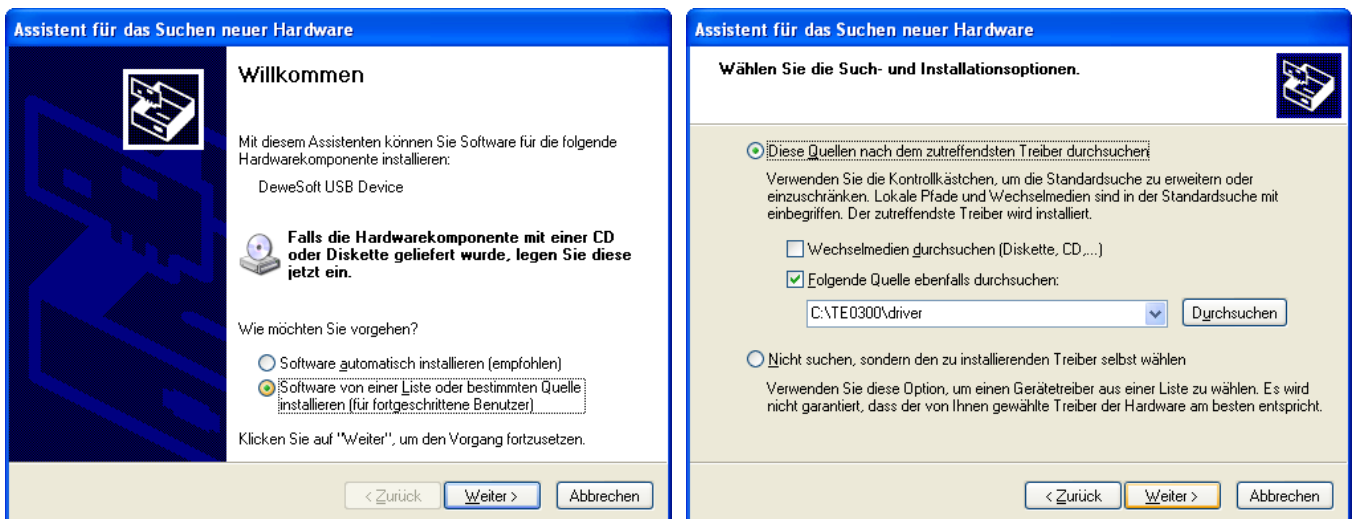 Assistent für das Suchen neuer Hardware
Willkommen
Mit diesem Assistenten können Sie Software für die folgende
Hardwarekomponente installieren:
DeweSoft USB Device
Falls die Hardwarekomponente mit einer CD
oder Diskette geliefert wurde, legen Sie diese
jetzt ein.
Wie möchten Sie vorgehen?
Software automatisch installieren (empfohlen)
Software von einer Liste oder bestimmten Quelle
installieren (für fortgeschrittene Benutzer)
Klicken Sie auf "Weiter", um den Vorgang fortzusetzen.
< Zurück
Weiter >
Abbrechen
Assistent für das Suchen neuer Hardware
Wählen Sie die Such- und Installationsoptionen.
Diese Quellen nach dem zutreffendsten Treiber durchsuchen
Verwenden Sie die Kontrollkästchen, um die Standardsuche zu erweitern oder
einzuschränken. Lokale Pfade und Wechselmedien sind in der Standardsuche mit
einbegriffen. Der zutreffendste Treiber wird installiert.
Wechselmedien durchsuchen (Diskette, CD,...)
Folgende Quelle ebenfalls durchsuchen:
C:\TE0300\driver
Durchsuchen
Nicht suchen, sondern den zu installierenden Treiber selbst wählen
Verwenden Sie diese Option, um einen Gerätetreiber aus einer Liste zu wählen. Es wird
nicht garantiert, dass der von Ihnen gewählte Treiber der Hardware am besten entspricht.
< Zurück
Weiter >
Abbrechen